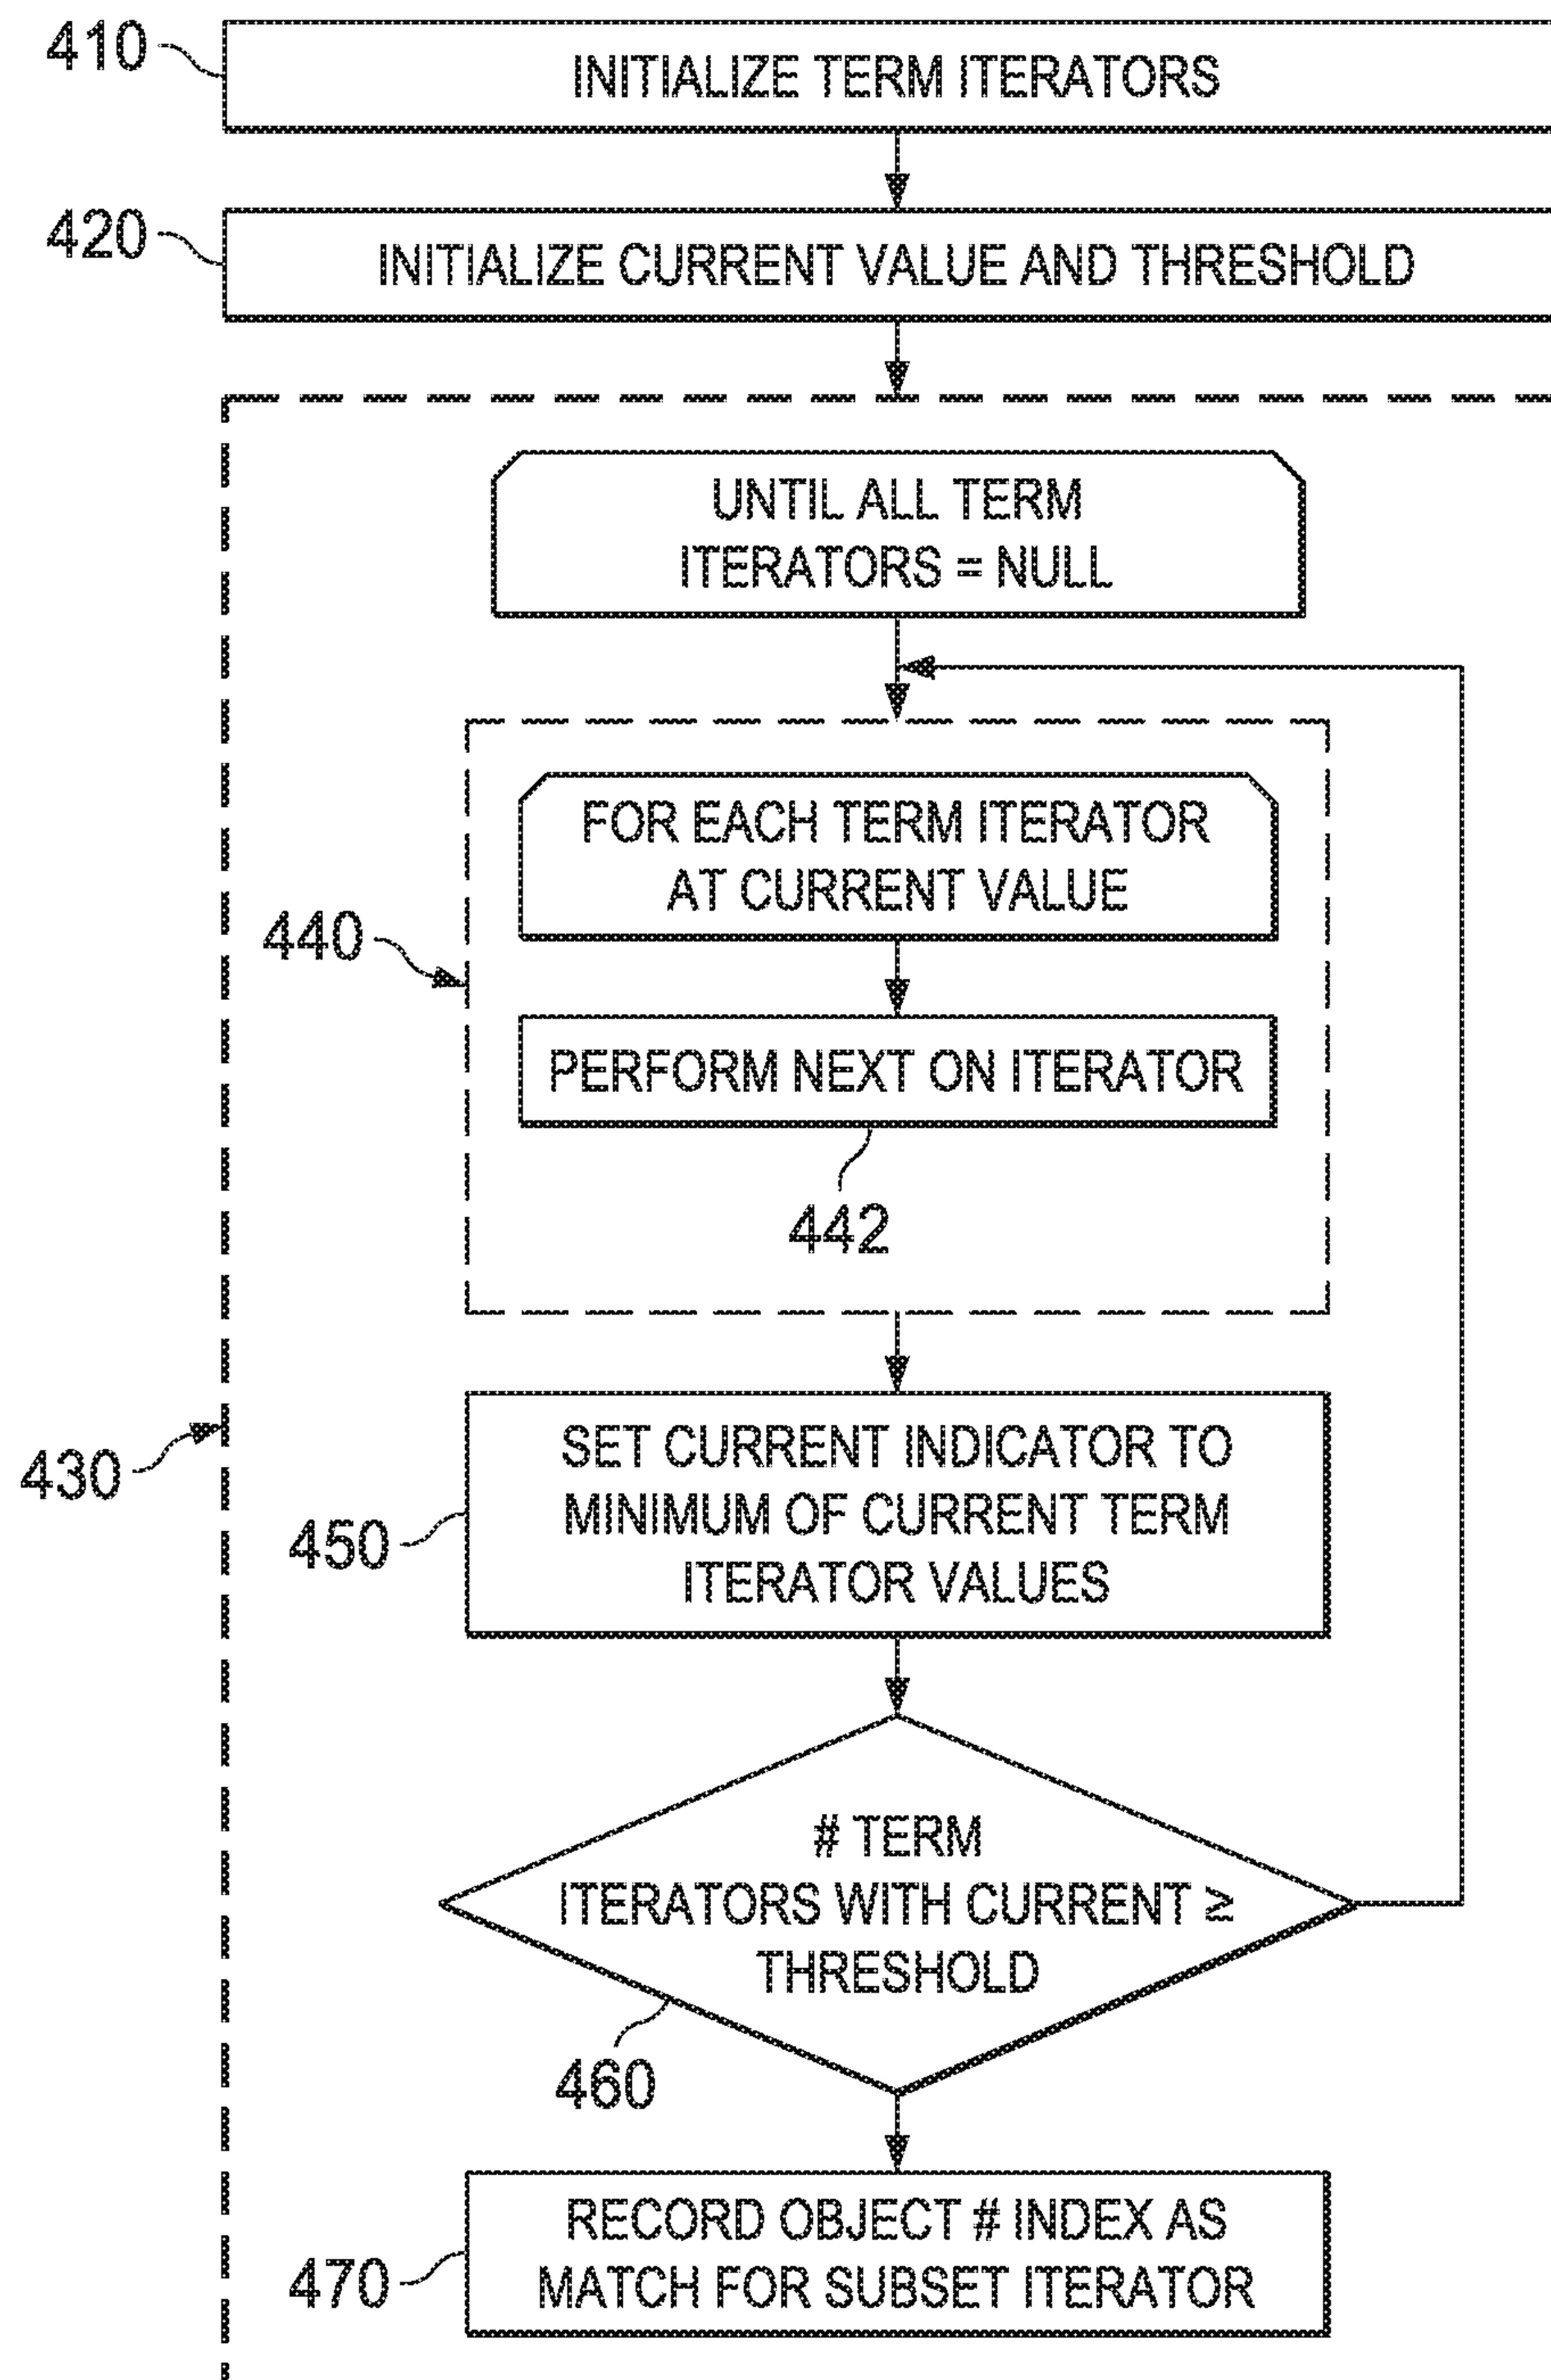 410
INITIALIZE TERM ITERATORS
420
INITIALIZE CURRENT VALUE AND THRESHOLD
UNTIL ALL TERM
ITERATORS = NULL
FOR EACH TERM ITERATOR
AT CURRENT VALUE
440
PERFORM NEXT ON ITERATOR
442
430
SET CURRENT INDICATOR TO
MINIMUM OF CURRENT TERM
ITERATOR VALUES
450
# TERM
ITERATORS WITH CURRENT ≥
THRESHOLD
460
RECORD OBJECT # INDEX AS
MATCH FOR SUBSET ITERATOR
470